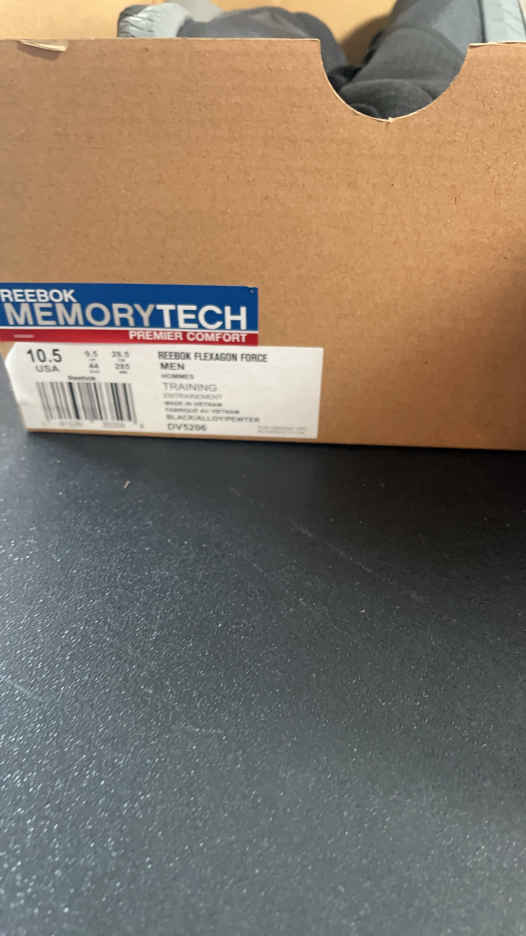 REEBOK
MEMORYTECH
PREMIER COMFORT
10.5 9.5 28.5
USA 44 285
Reebok
REEBOK FLEXAGON FORCE
MEN
HOMMES
TRAINING
ENTRAINEMENT
MADE IN VIETNAM
FABRIQUE AU VIETNAM
BLACK/ALLOY/PEWTER
DV5206